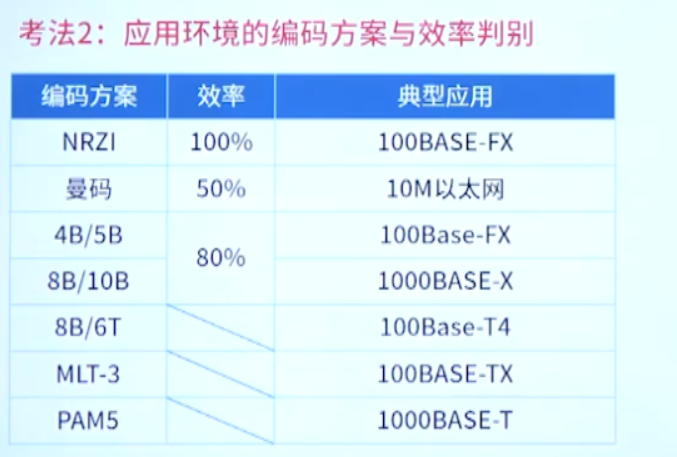 考法2：应用环境的编码方案与效率判别
编码方案 效率 典型应用
NRZI 100% 100BASE-FX
曼码 50% 10M以太网
4B/5B 80% 100Base-FX
8B/10B 1000BASE-X
8B/6T 100Base-T4
MLT-3 100BASE-TX
PAM5 1000BASE-T